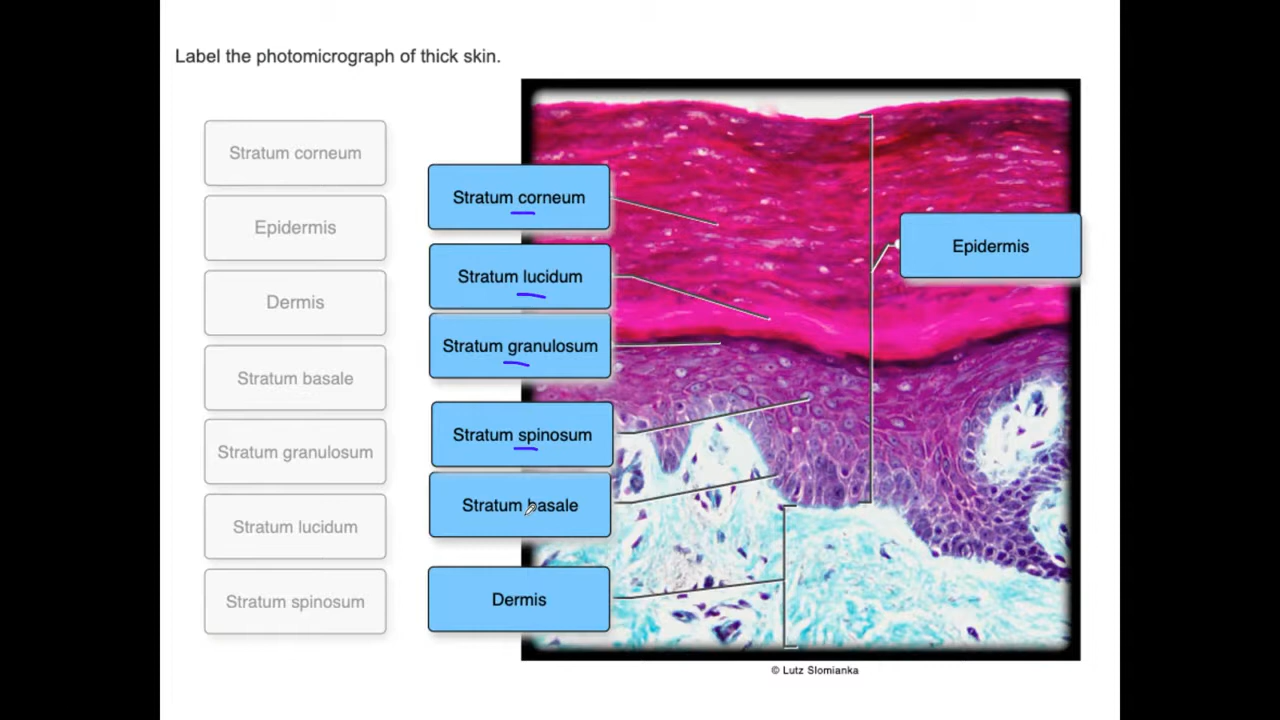 Label the photomicrograph of thick skin.
Stratum corneum
Epidermis
Dermis
Stratum basale
Stratum granulosum
Stratum lucidum
Stratum spinosum
Stratum corneum
Stratum lucidum
Stratum granulosum
Stratum spinosum
Stratum basale
Dermis
Epidermis
© Lutz Slomianka